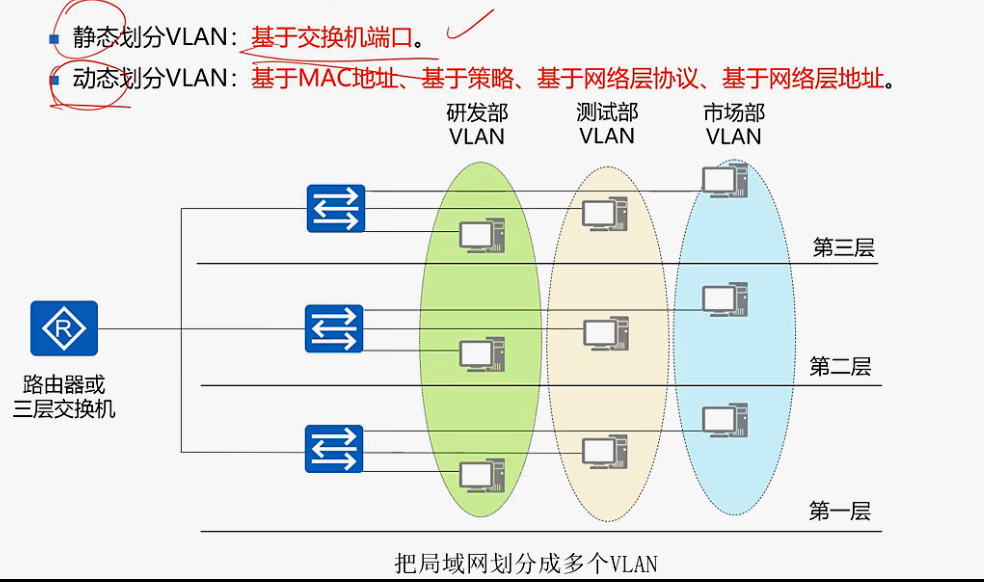 静态划分VLAN：基于交换机端口。
动态划分VLAN：基于MAC地址、基于策略、基于网络层协议、基于网络层地址。
研发部
VLAN
测试部
VLAN
市场部
VLAN
第三层
R
第二层
路由器或
三层交换机
第一层
把局域网划分成多个VLAN